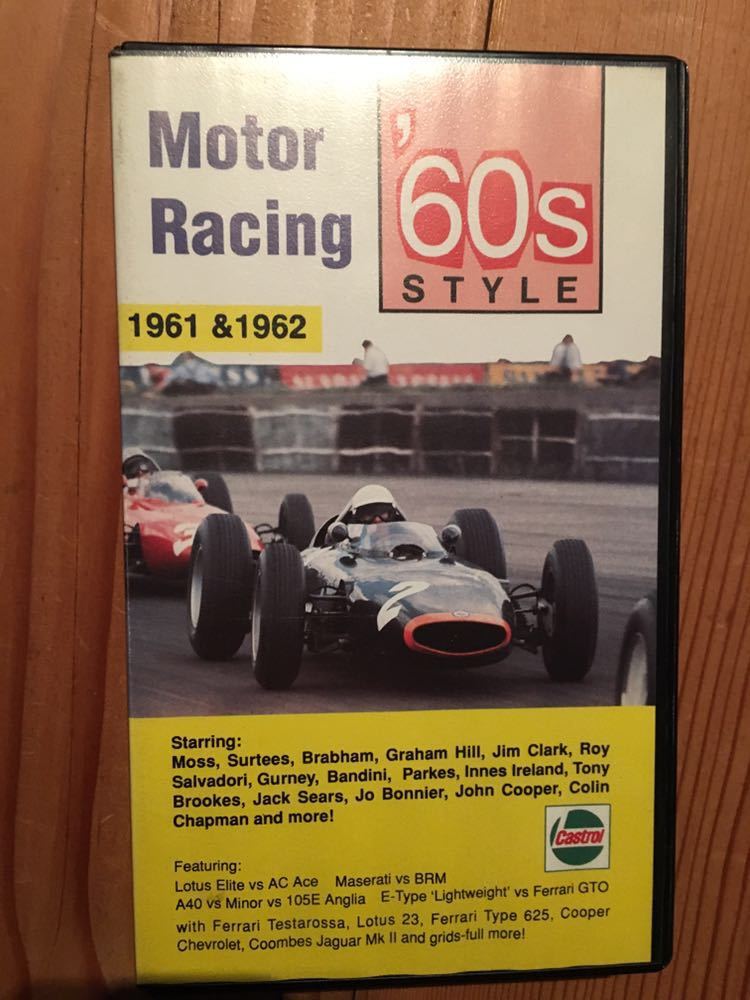 Motor
Racing
'60s
STYLE
1961 &1962
2
Starring:
Moss, Surtees, Brabham, Graham Hill, Jim Clark, Roy
Salvadori, Gurney, Bandini, Parkes, Innes Ireland, Tony
Brookes, Jack Sears, Jo Bonnier, John Cooper, Colin
Chapman and more!
Castrol
Featuring:
Lotus Elite vs AC Ace Maserati vs BRM
A40 vs Minor vs 105E Anglia E-Type 'Lightweight' vs Ferrari GTO
with Ferrari Testarossa, Lotus 23, Ferrari Type 625, Cooper
Chevrolet, Coombes Jaguar Mk II and grids-full more!